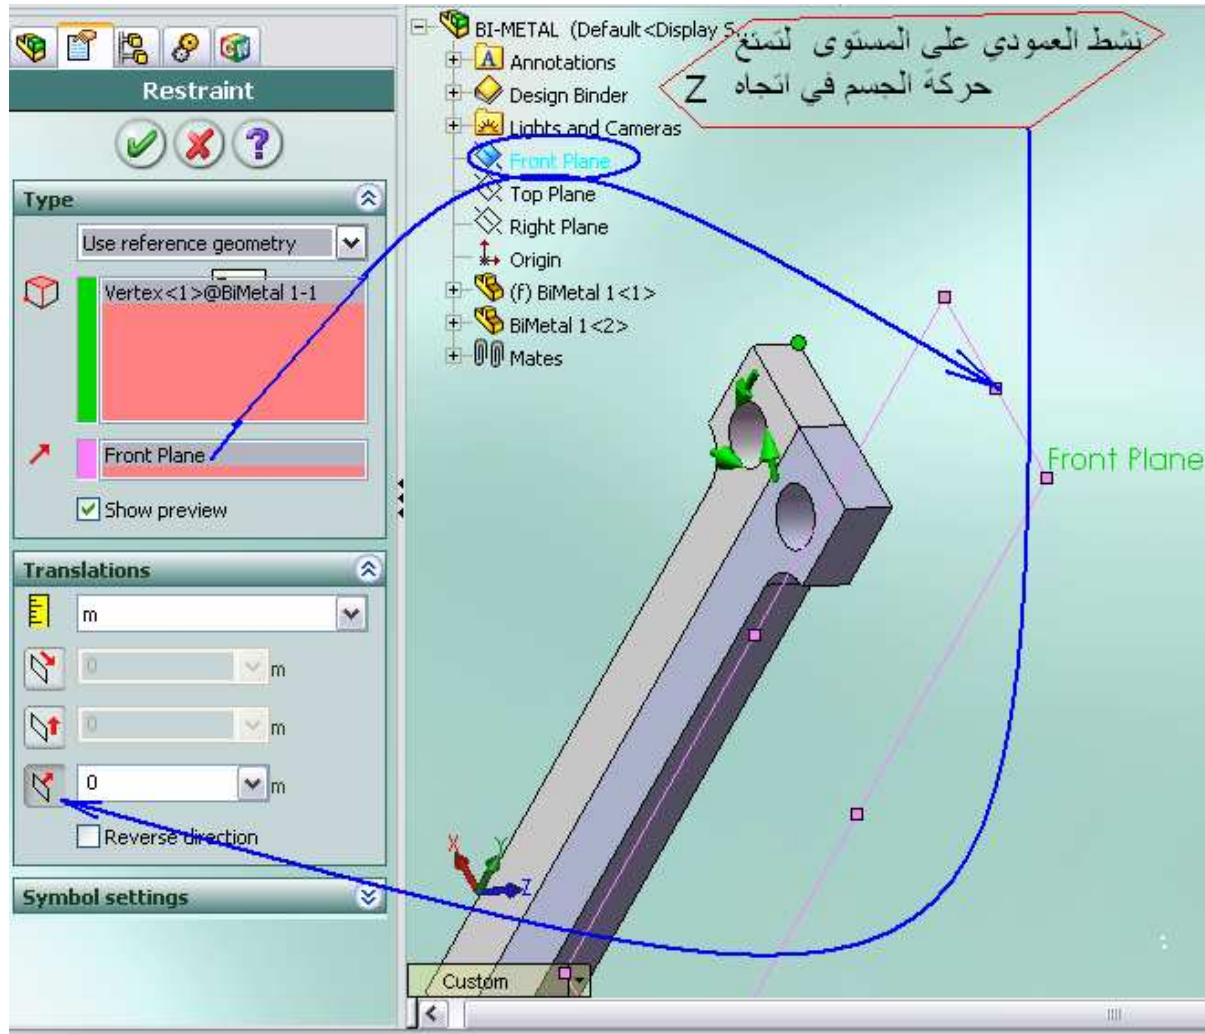 Restraint
Type
Use reference geometry
Vertex<1>@BiMetal 1-1
Front Plane
Show preview
Translations
m
0 m
0 m
0 m
Reverse direction
Symbol settings
BI-METAL (Default<Display S...
Annotations
Design Binder
Lights and Cameras
Front Plane
Top Plane
Right Plane
Origin
(f) BiMetal 1<1>
BiMetal 1<2>
Mates
نشط العمودي على المستوى لتمنع
حركة الجسم في اتجاه Z
Front Plane
X
Y
Z
Custom